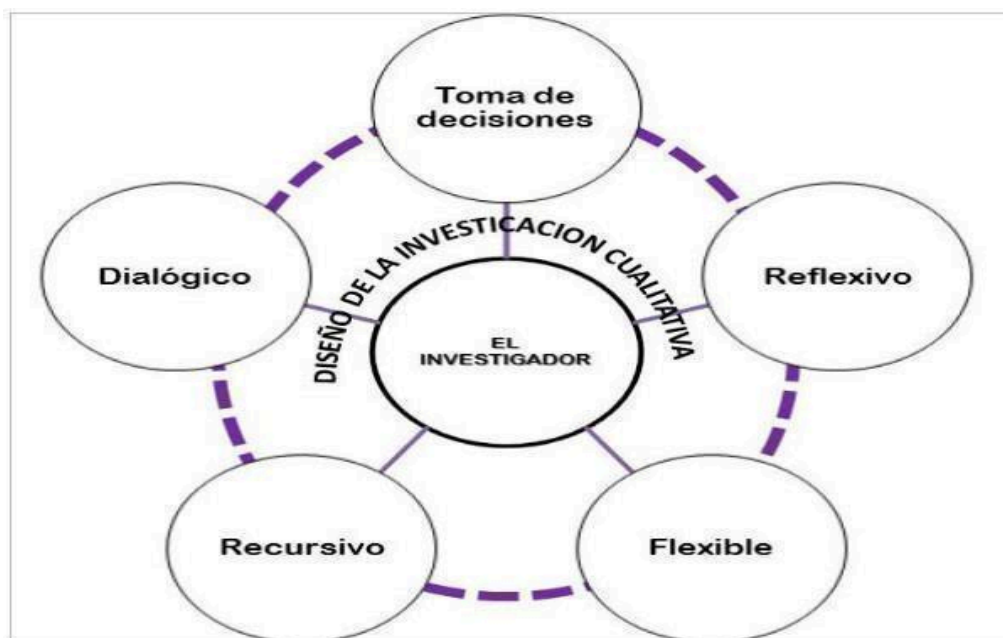 Toma de
decisiones
DISEÑO DE LA INVESTICACION CUALITATIVA
Dialógico
Reflexivo
EL
INVESTIGADOR
Recursivo
Flexible